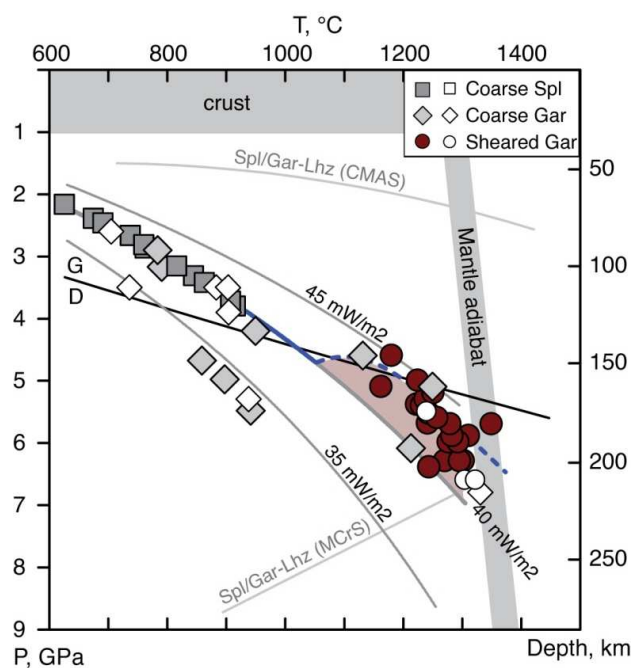 T, °C
600 800 1000 1200 1400
crust
Coarse Spl
Coarse Gar
Sheared Gar
1
50
Spl/Gar-Lhz (CMAS)
2
Mantle adiabat
3
G
100
D
45 mW/m2
4
150
5
6
200
35 mW/m2
7
40 mW/m2
Spl/Gar-Lhz (MCrS)
250
8
9
P, GPa
Depth, km